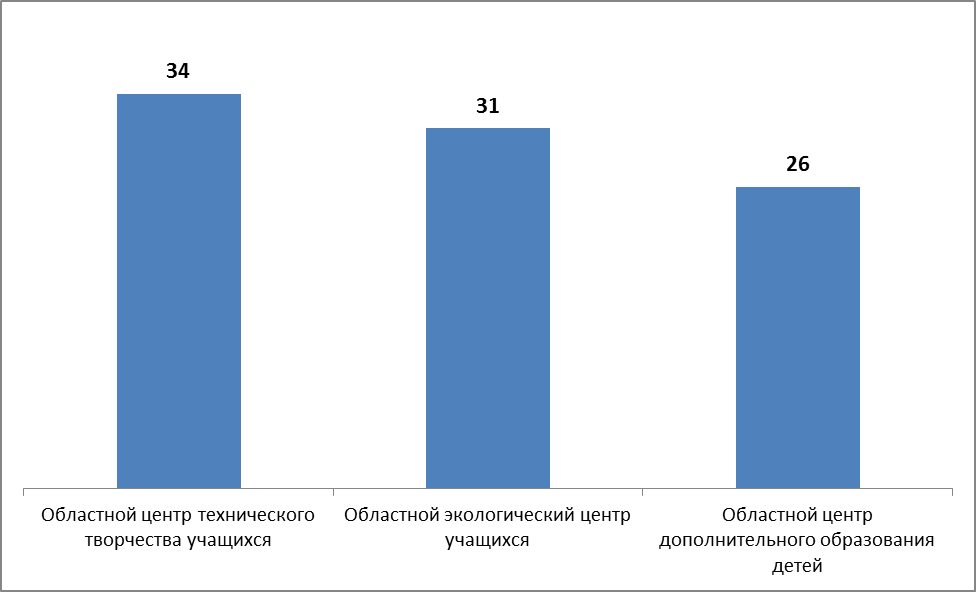 34
31
26
Областной центр технического
творчества учащихся
Областной экологический центр
учащихся
Областной центр
дополнительного образования
детей